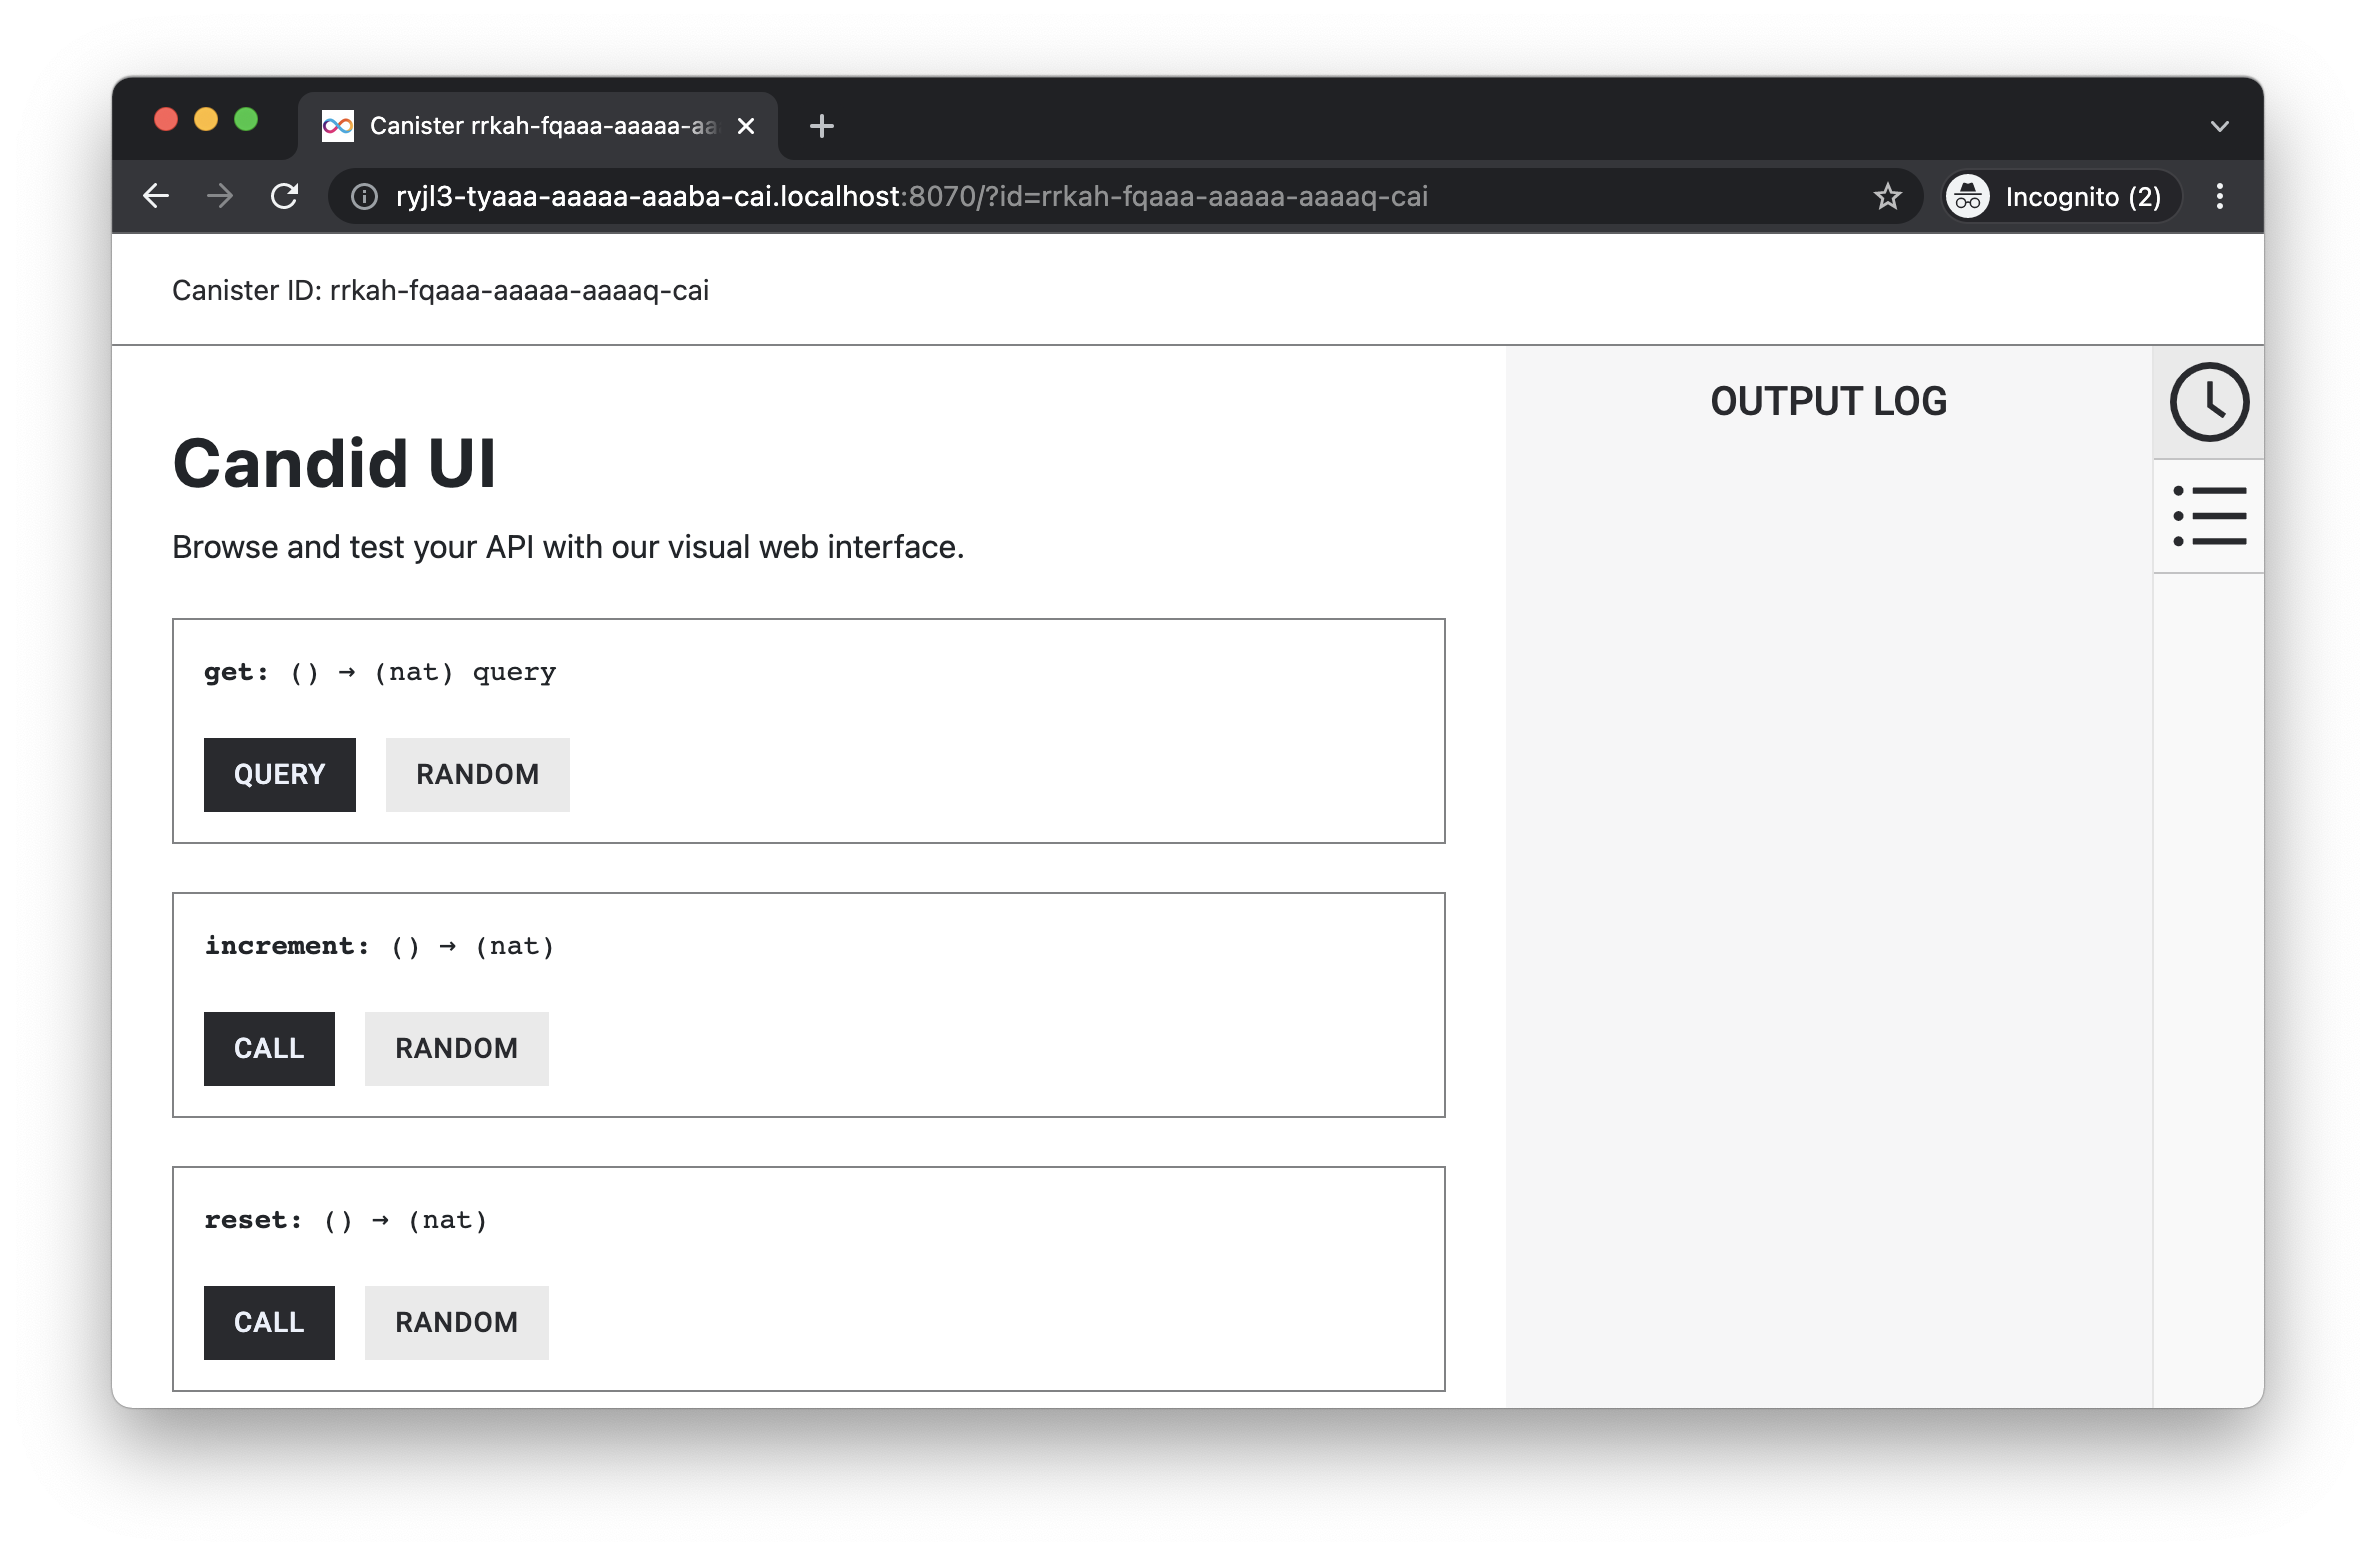 Canister rrkah-fqaaa-aaaaa-aa
ryjl3-tyaaa-aaaaa-aaaba-cai.localhost:8070/?id=rrkah-fqaaa-aaaaa-aaaaq-cai
Incognito (2)
Canister ID: rrkah-fqaaa-aaaaa-aaaaq-cai
Candid UI
Browse and test your API with our visual web interface.
get: () → (nat) query
QUERY
RANDOM
increment: () → (nat)
CALL
RANDOM
reset: () → (nat)
CALL
RANDOM
OUTPUT LOG